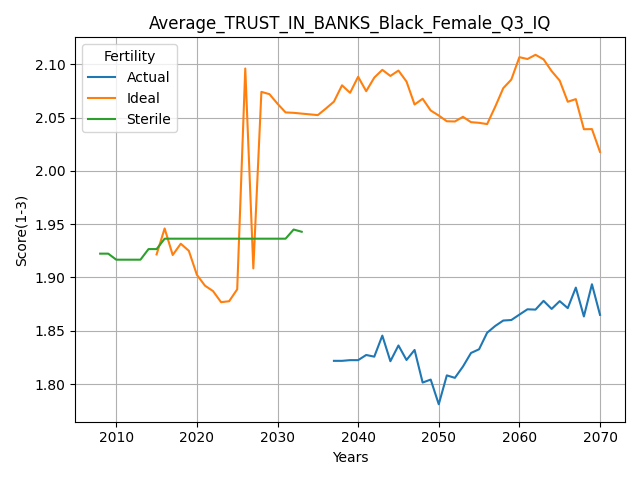 Average_TRUST_IN_BANKS_Black_Female_Q3_IQ
Fertility
Actual
Ideal
Sterile
Score(1-3)
2.10
2.05
2.00
1.95
1.90
1.85
1.80
2010 2020 2030 2040 2050 2060 2070
Years